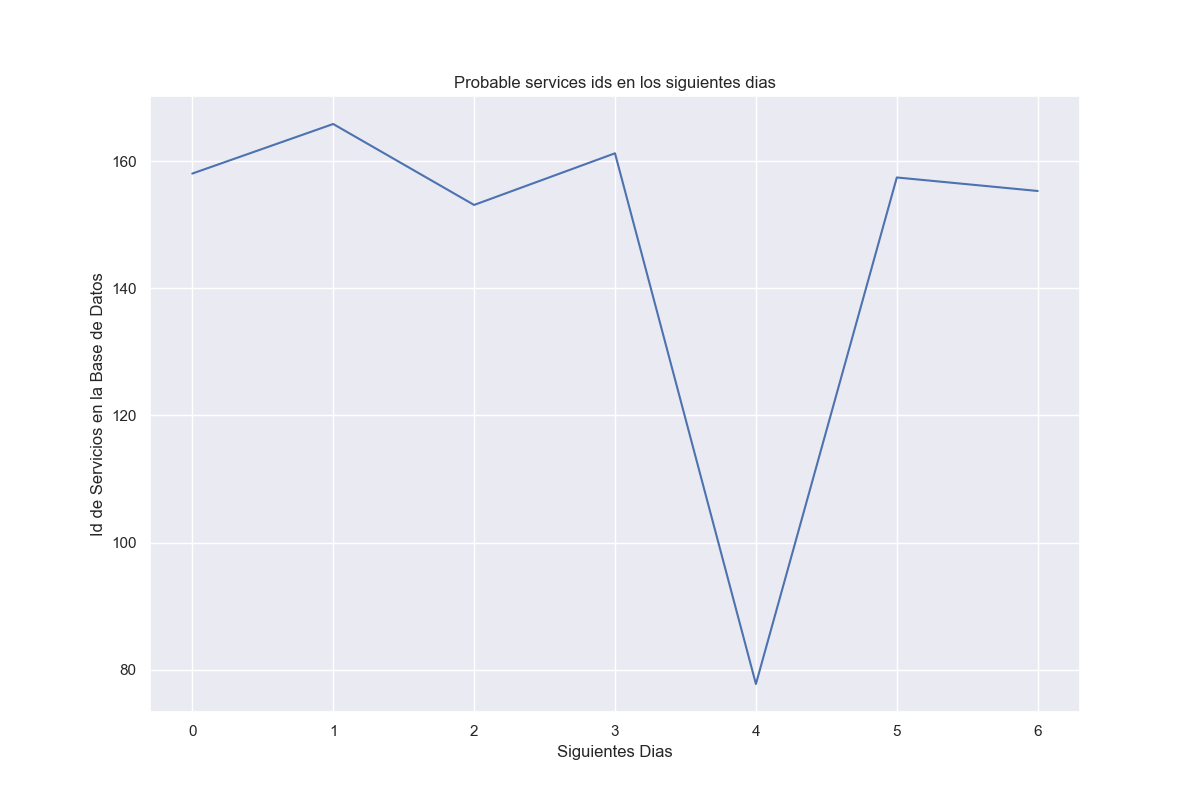 Probable services ids en los siguientes dias
Id de Servicios en la Base de Datos
160
140
120
100
80
0 1 2 3 4 5 6
Siguientes Dias